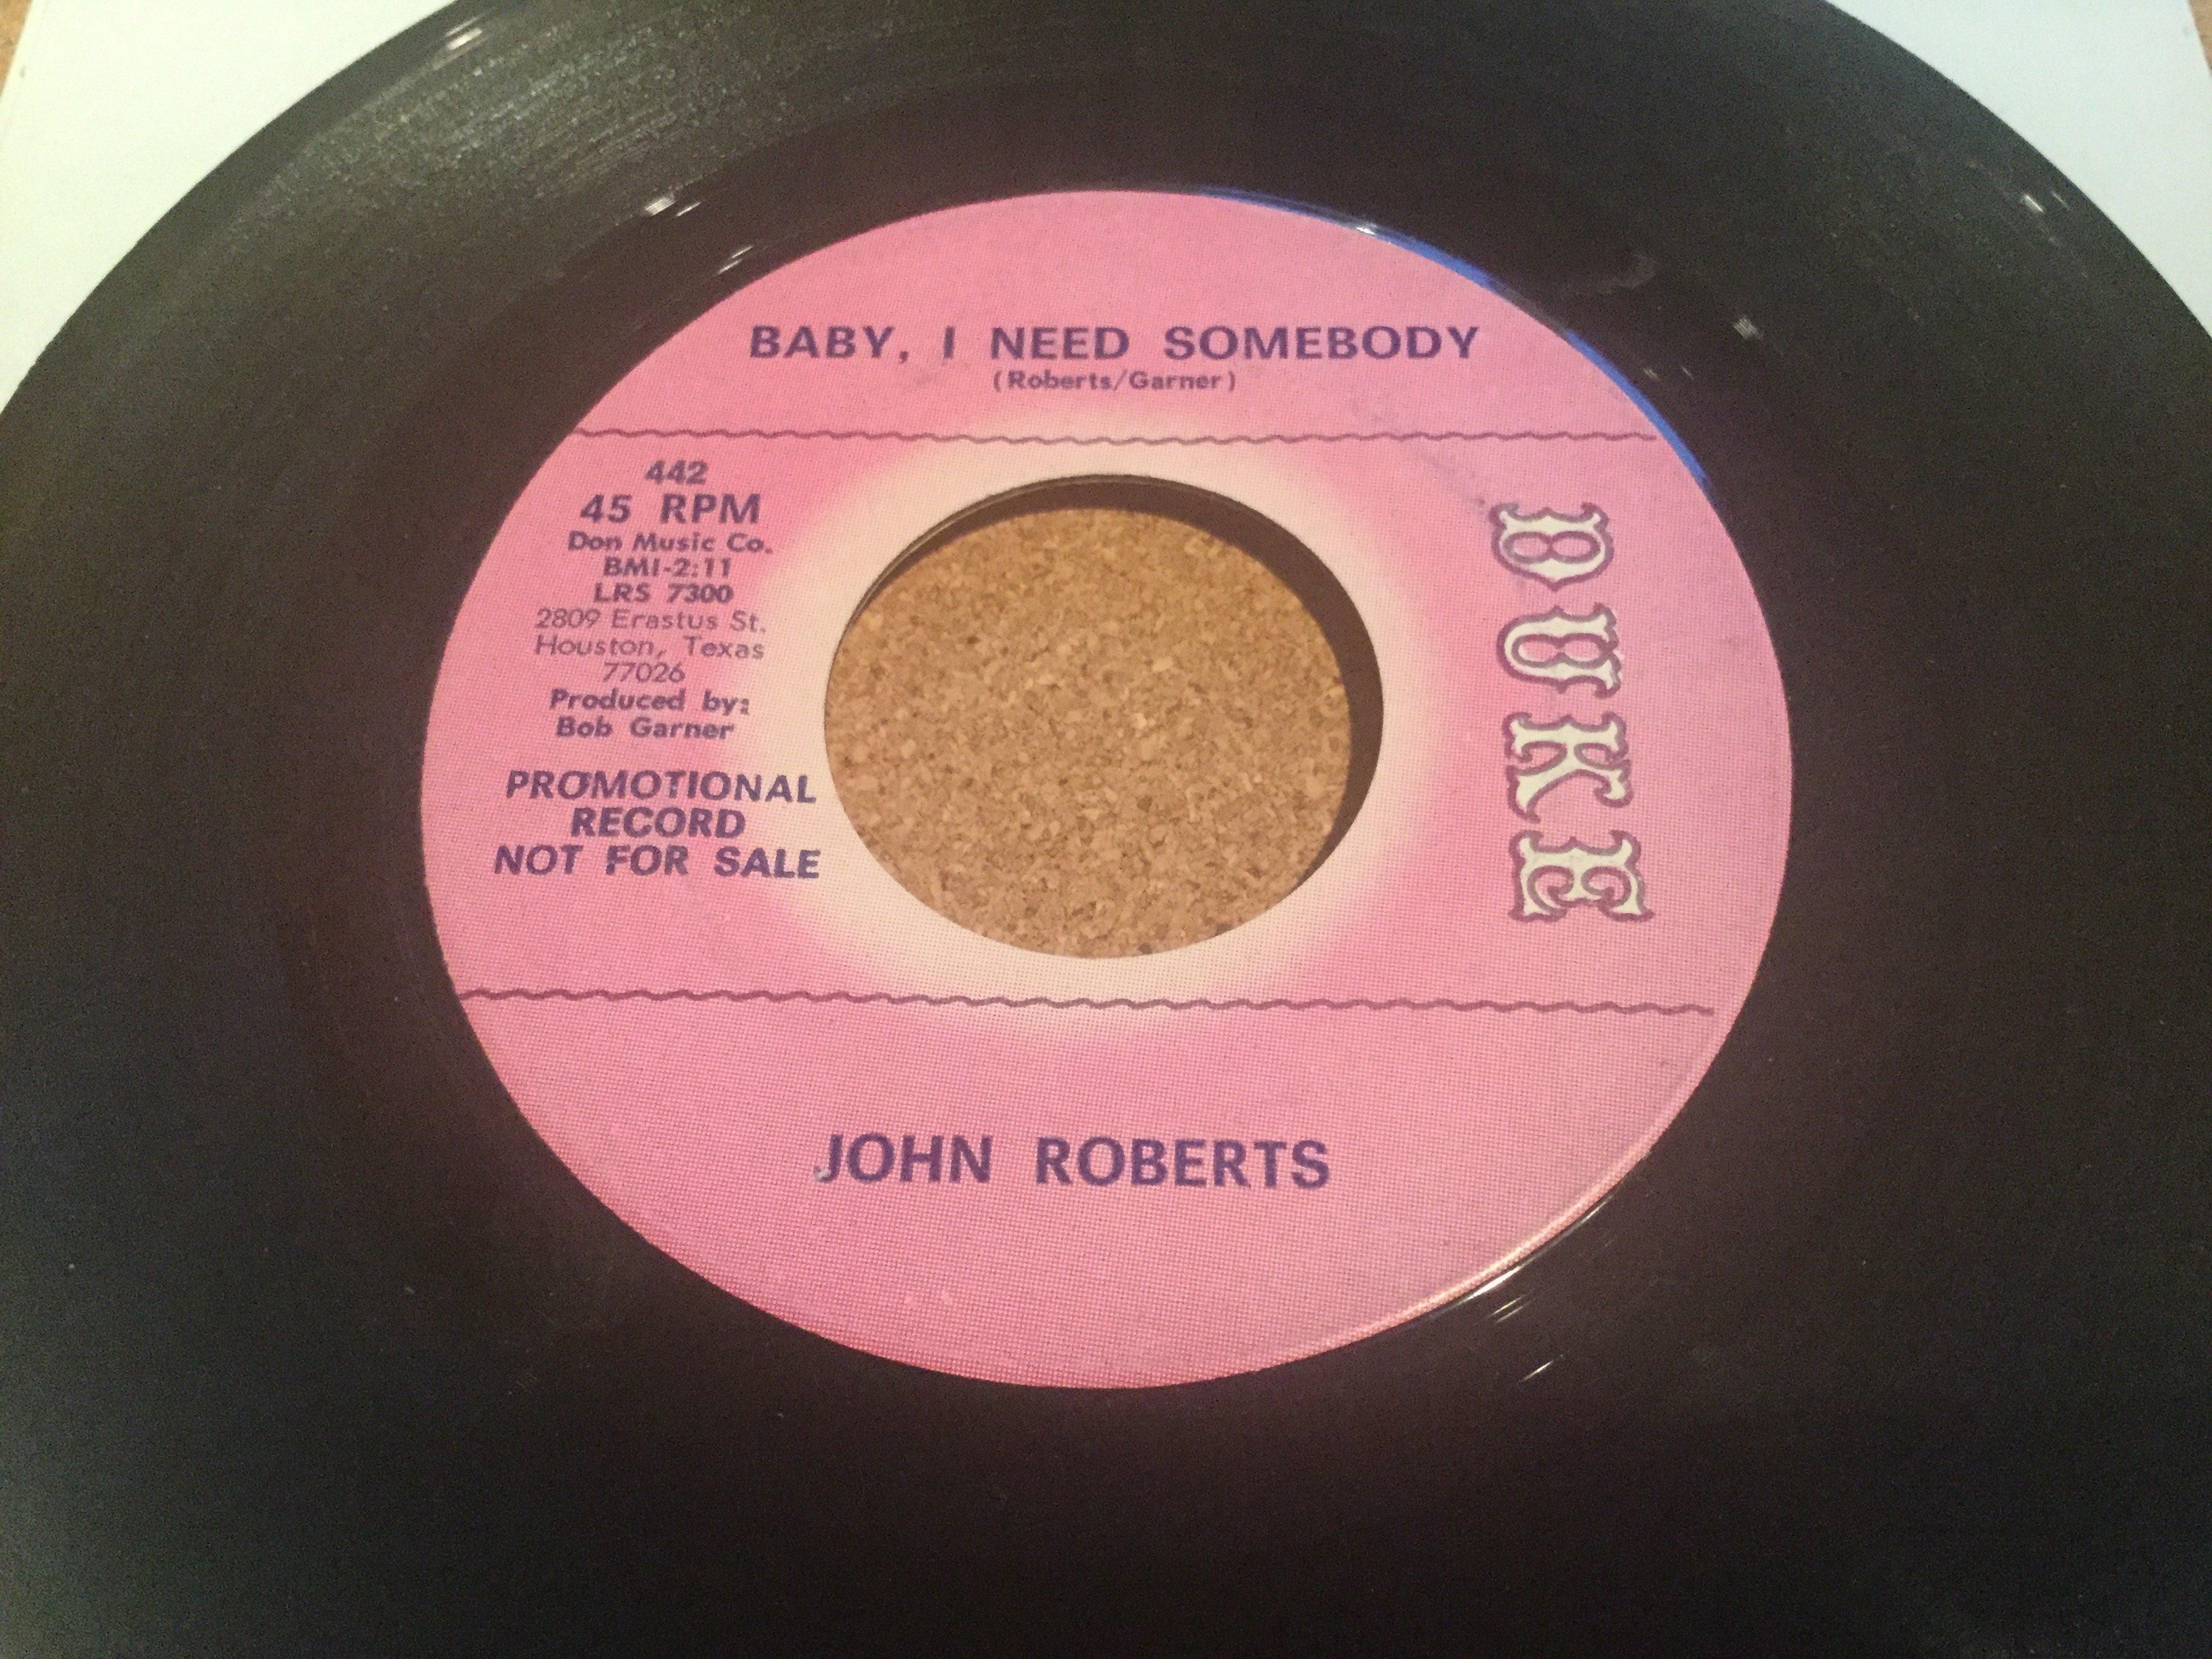 BABY, I NEED SOMEBODY
(Roberts/Garner)
442
45 RPM
Don Music Co.
BMI-2:11
LRS 7300
2809 Erastus St.
Houston, Texas
77026
Produced by:
Bob Garner
PROMOTIONAL
RECORD
NOT FOR SALE
DUKE
JOHN ROBERTS